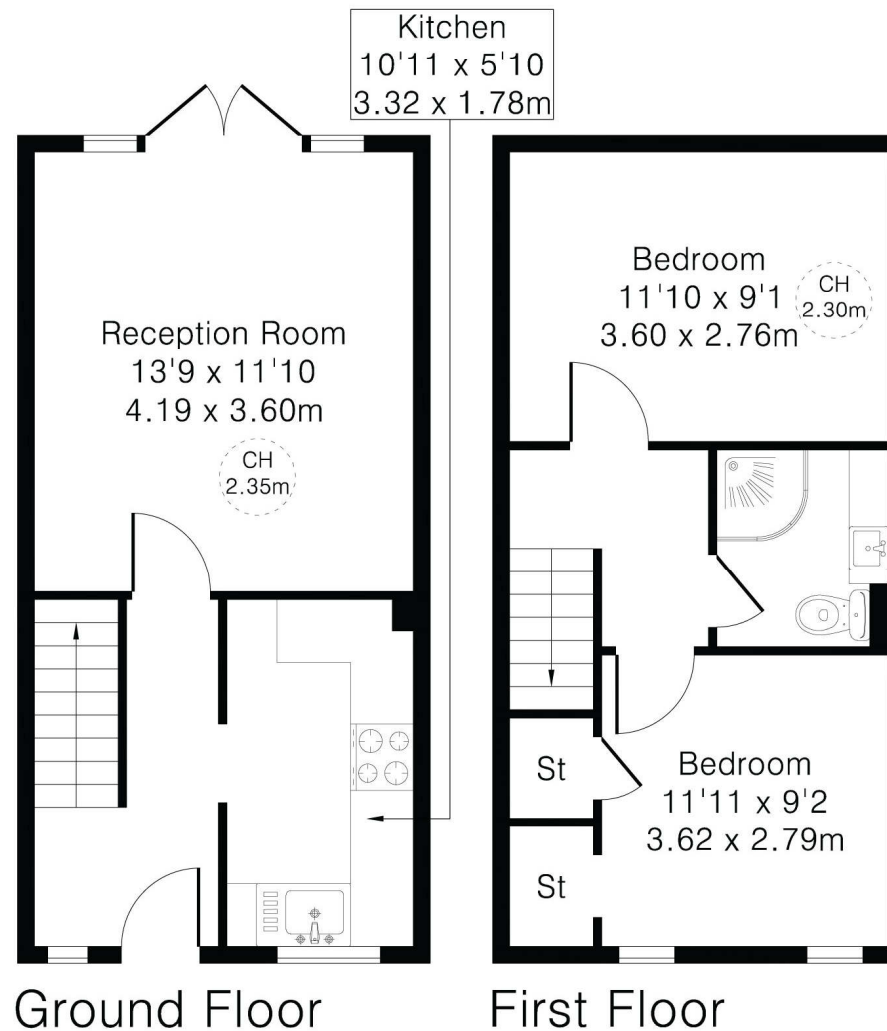 Kitchen
10'11 x 5'10
3.32 x 1.78m
Reception Room
13'9 x 11'10
4.19 x 3.60m
CH
2.35m
Bedroom
11'10 x 9'1
3.60 x 2.76m
CH
2.30m
St
St
Bedroom
11'11 x 9'2
3.62 x 2.79m
Ground Floor
First Floor